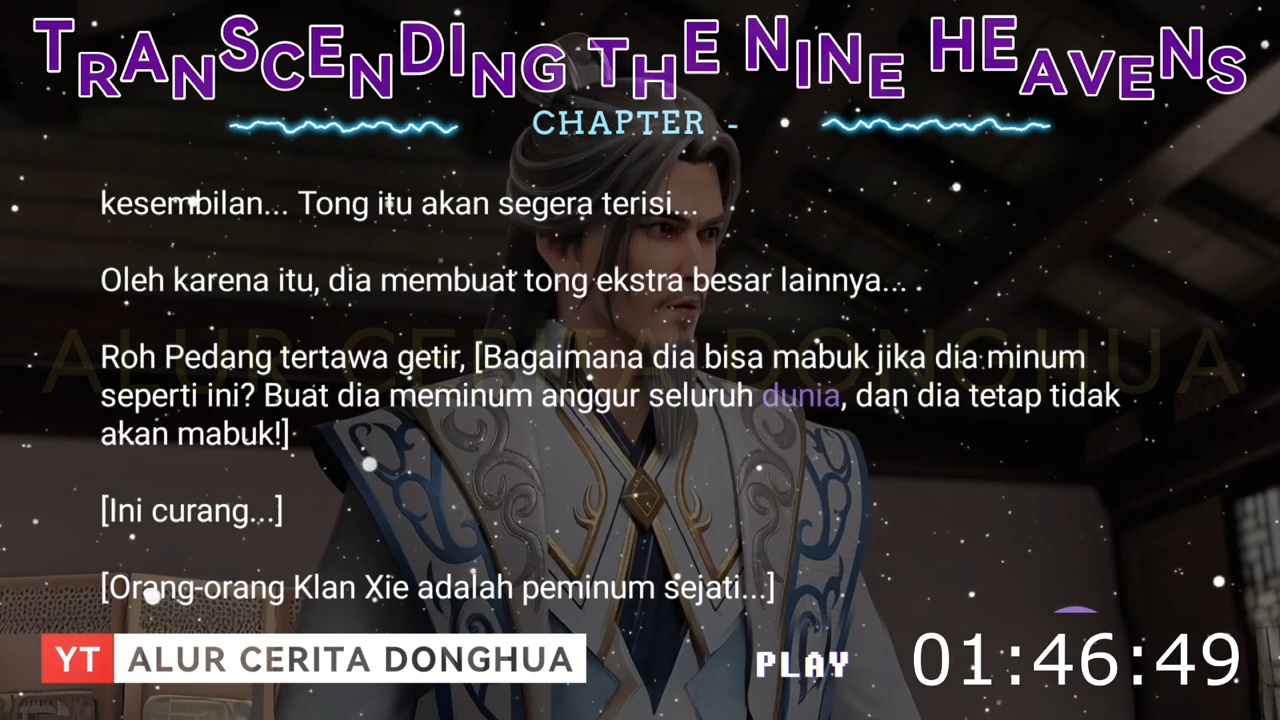 TRANSCENDING THE NINE HEAVENS
CHAPTER -
kesembilan... Tong itu akan segera terisi...
Oleh karena itu, dia membuat tong ekstra besar lainnya... .
ALUR CERITA DONGHUA
Roh Pedang tertawa getir, [Bagaimana dia bisa mabuk jika dia minum
seperti ini? Buat dia meminum anggur seluruh dunia, dan dia tetap tidak
akan mabuk!]
[Ini curang...]
[Orang-orang Klan Xie adalah peminum sejati...]
YT ALUR CERITA DONGHUA
PLAY 01:46:49